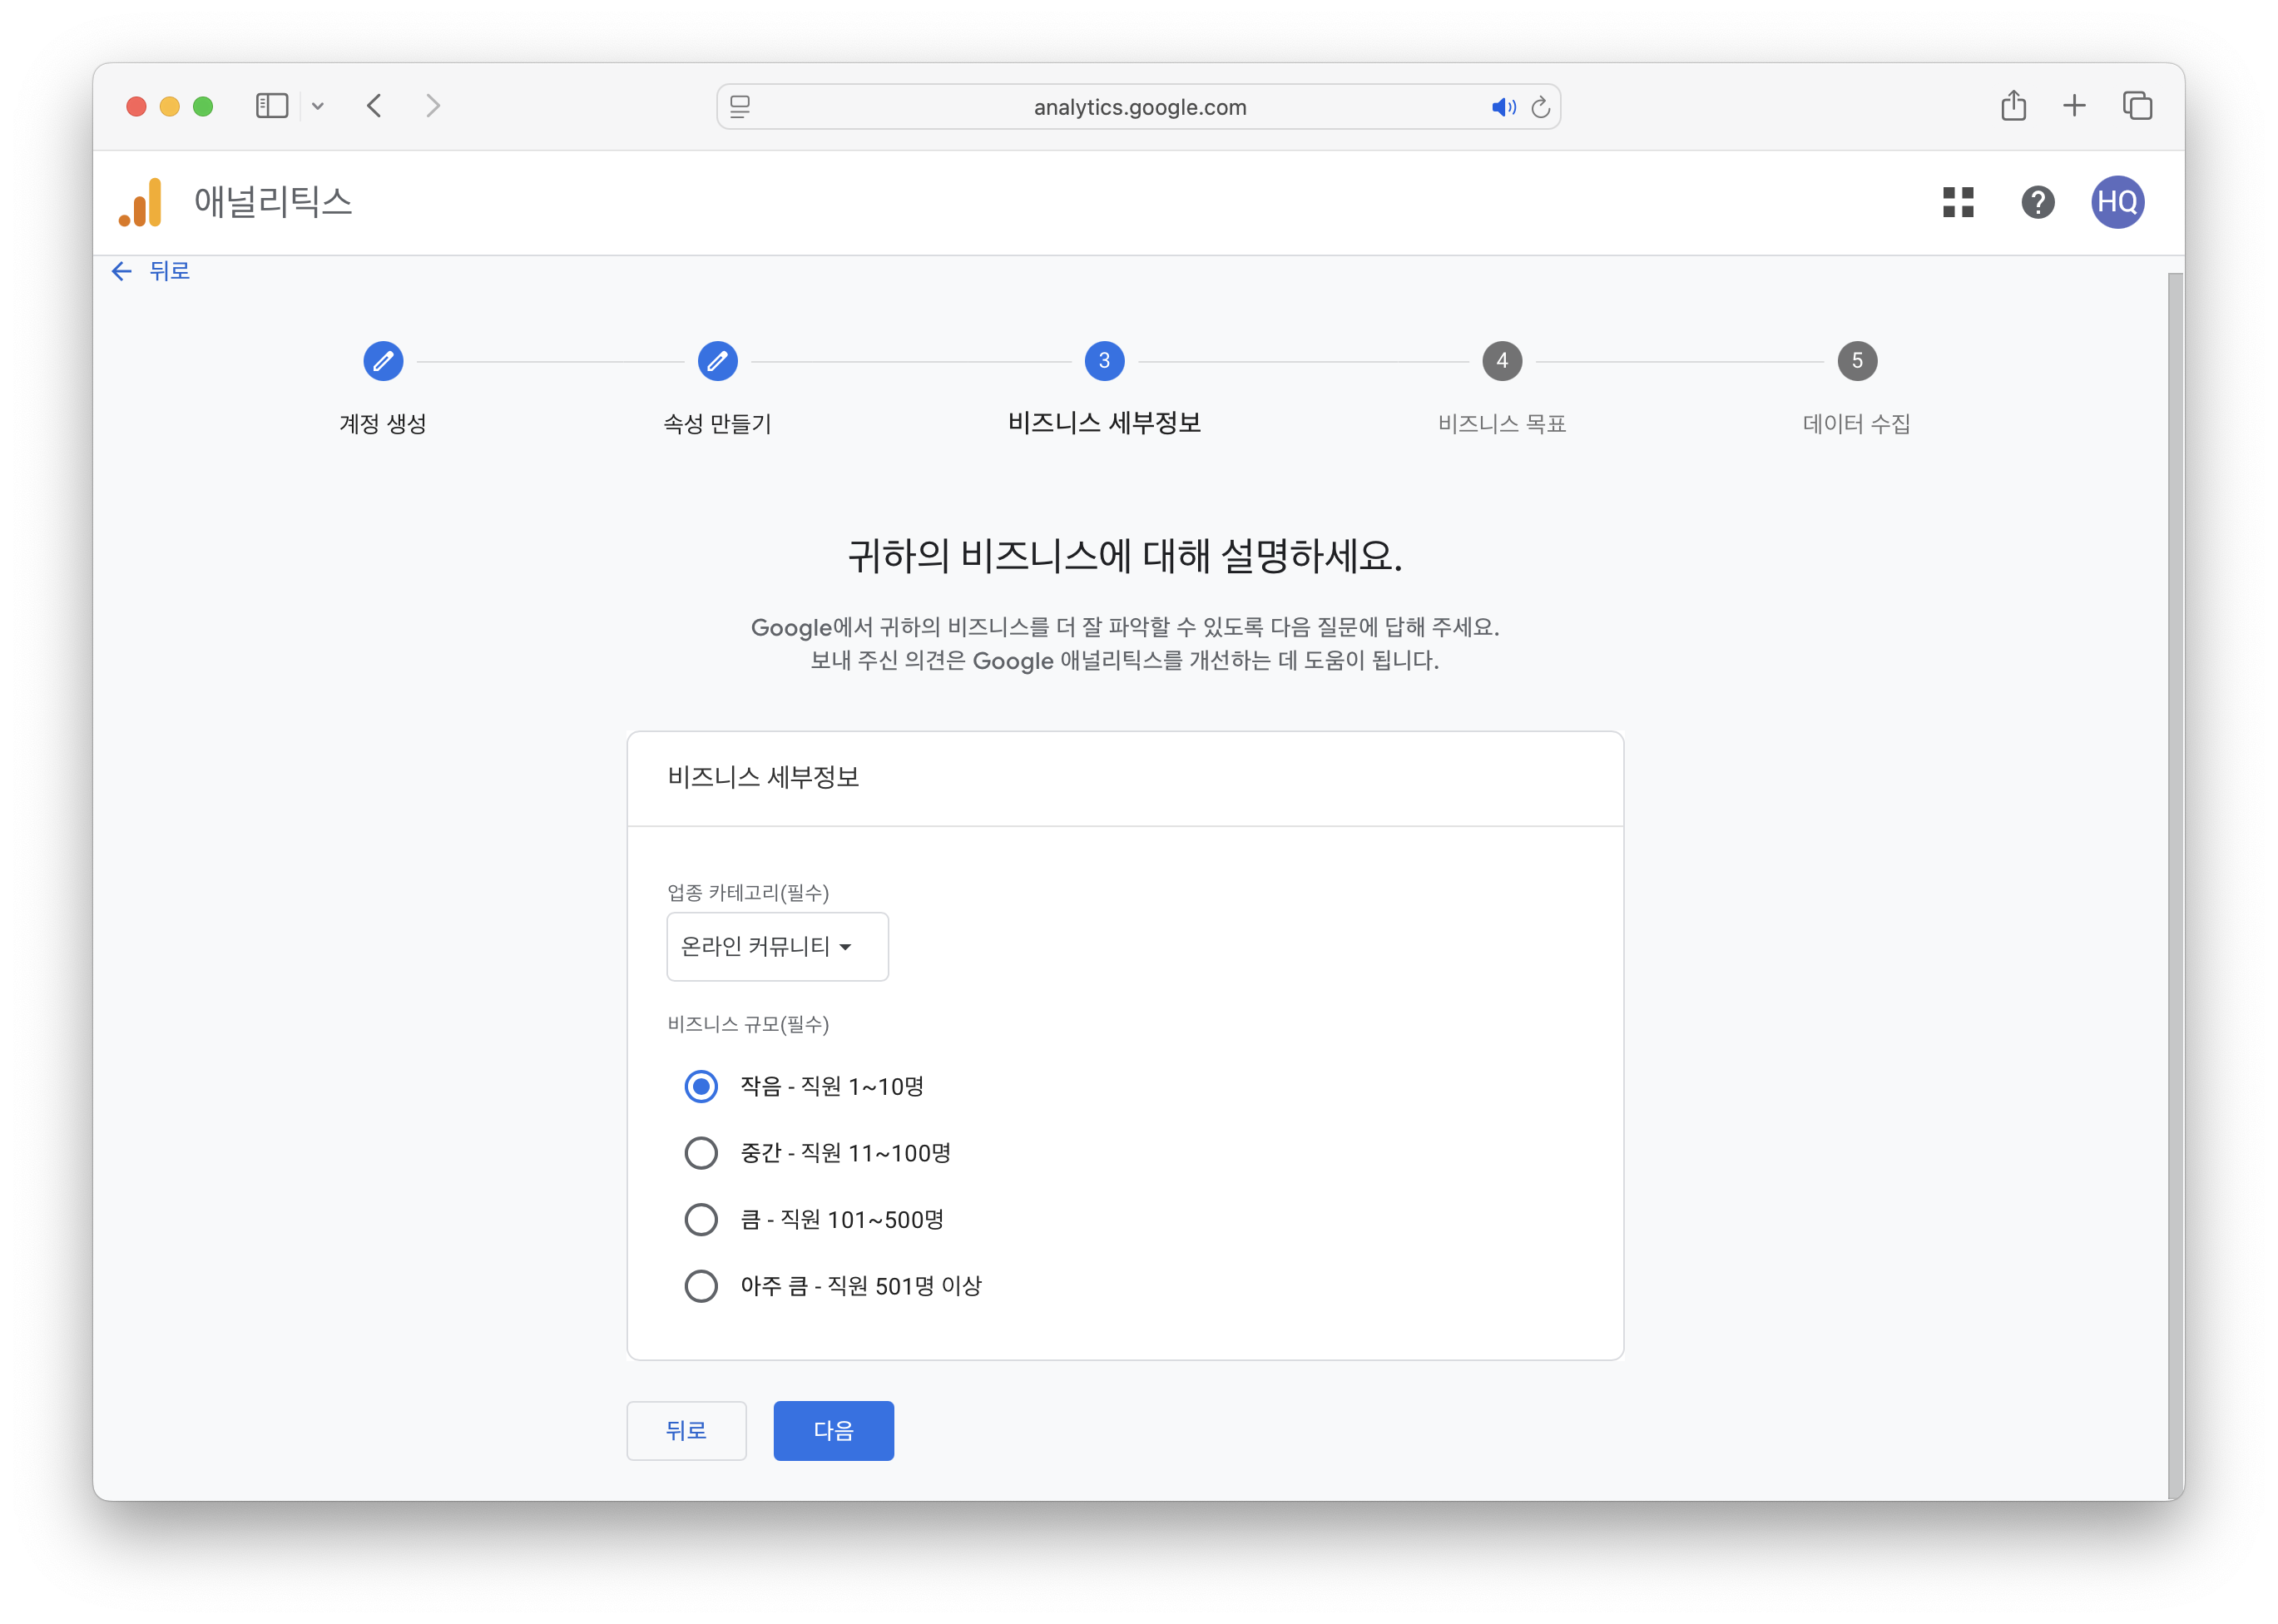 analytics.google.com
애널리틱스
HQ
뒤로
3
4
5
계정 생성
속성 만들기
비즈니스 세부정보
비즈니스 목표
데이터 수집
귀하의 비즈니스에 대해 설명하세요.
Google에서 귀하의 비즈니스를 더 잘 파악할 수 있도록 다음 질문에 답해 주세요.
보내 주신 의견은 Google 애널리틱스를 개선하는 데 도움이 됩니다.
비즈니스 세부정보
업종 카테고리(필수)
온라인 커뮤니티
비즈니스 규모(필수)
작음 - 직원 1~10명
중간 - 직원 11~100명
큼 - 직원 101~500명
아주 큼 - 직원 501명 이상
뒤로
다음